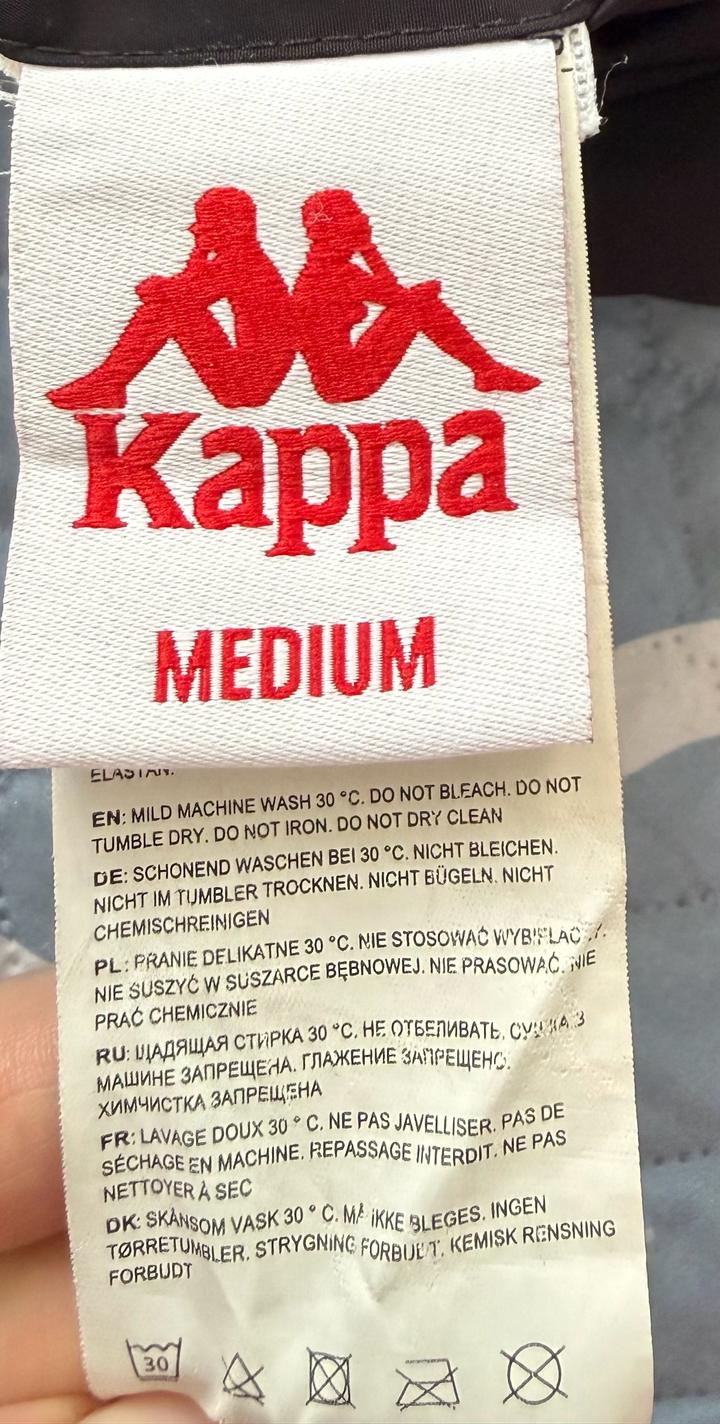 Kappa
MEDIUM
ELASTAN.
EN: MILD MACHINE WASH 30 °C. DO NOT BLEACH. DO NOT
TUMBLE DRY. DO NOT IRON. DO NOT DRY CLEAN
DE: SCHONEND WASCHEN BEI 30 °C. NICHT BLEICHEN.
NICHT IM TUMBLER TROCKNEN. NICHT BÜGELN. NICHT
CHEMISCHREINIGEN
PL: PRANIE DELIKATNE 30 °C. NIE STOSOWAĆ
NIE SUSZYĆ W SUSZARCE BĘBNOWEJ. NIE PRASOWAĆ. NIE
PRAĆ CHEMICZNIE
RU: ЩАДЯЩАЯ СТИРКА 30 °C. НЕ ОТБЕЛИВАТЬ. СУШКА В
МАШИНЕ ЗАПРЕЩЕНА. ГЛАЖЕНИЕ ЗАПРЕЩЕНО.
ХИМЧИСТКА ЗАПРЕЩЕНА
FR: LAVAGE DOUX 30 ° C. NE PAS JAVELLISER. PAS DE
SÉCHAGE EN MACHINE. REPASSAGE INTERDIT. NE PAS
NETTOYER À SEC
DK: SKÅNSOM VASK 30 ° C. MÅ IKKE BLEGES. INGEN
TØRRETUMBLER. STRYGNING FORBUDT. KEMISK RENSNING
FORBUDT
30